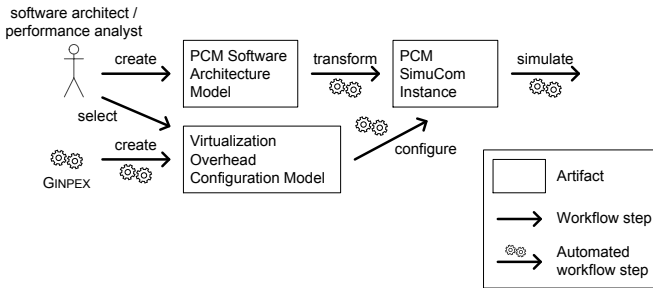 software architect /
performance analyst
create
PCM Software
Architecture
Model
transform
PCM
SimuCom
Instance
simulate
select
create
GINPEX
Virtualization
Overhead
Configuration Model
configure
Artifact
Workflow step
Automated
workflow step